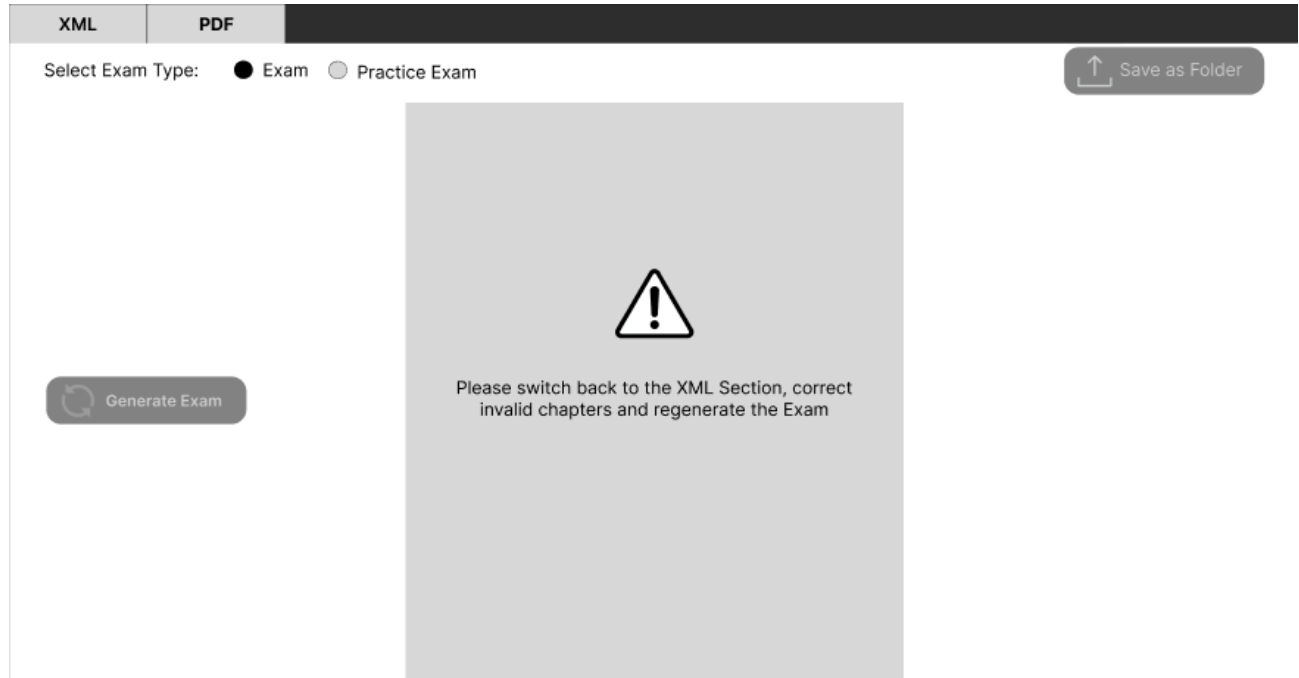 XML PDF
Select Exam Type: Exam Practice Exam Save as Folder
Please switch back to the XML Section, correct
invalid chapters and regenerate the Exam
Generate Exam